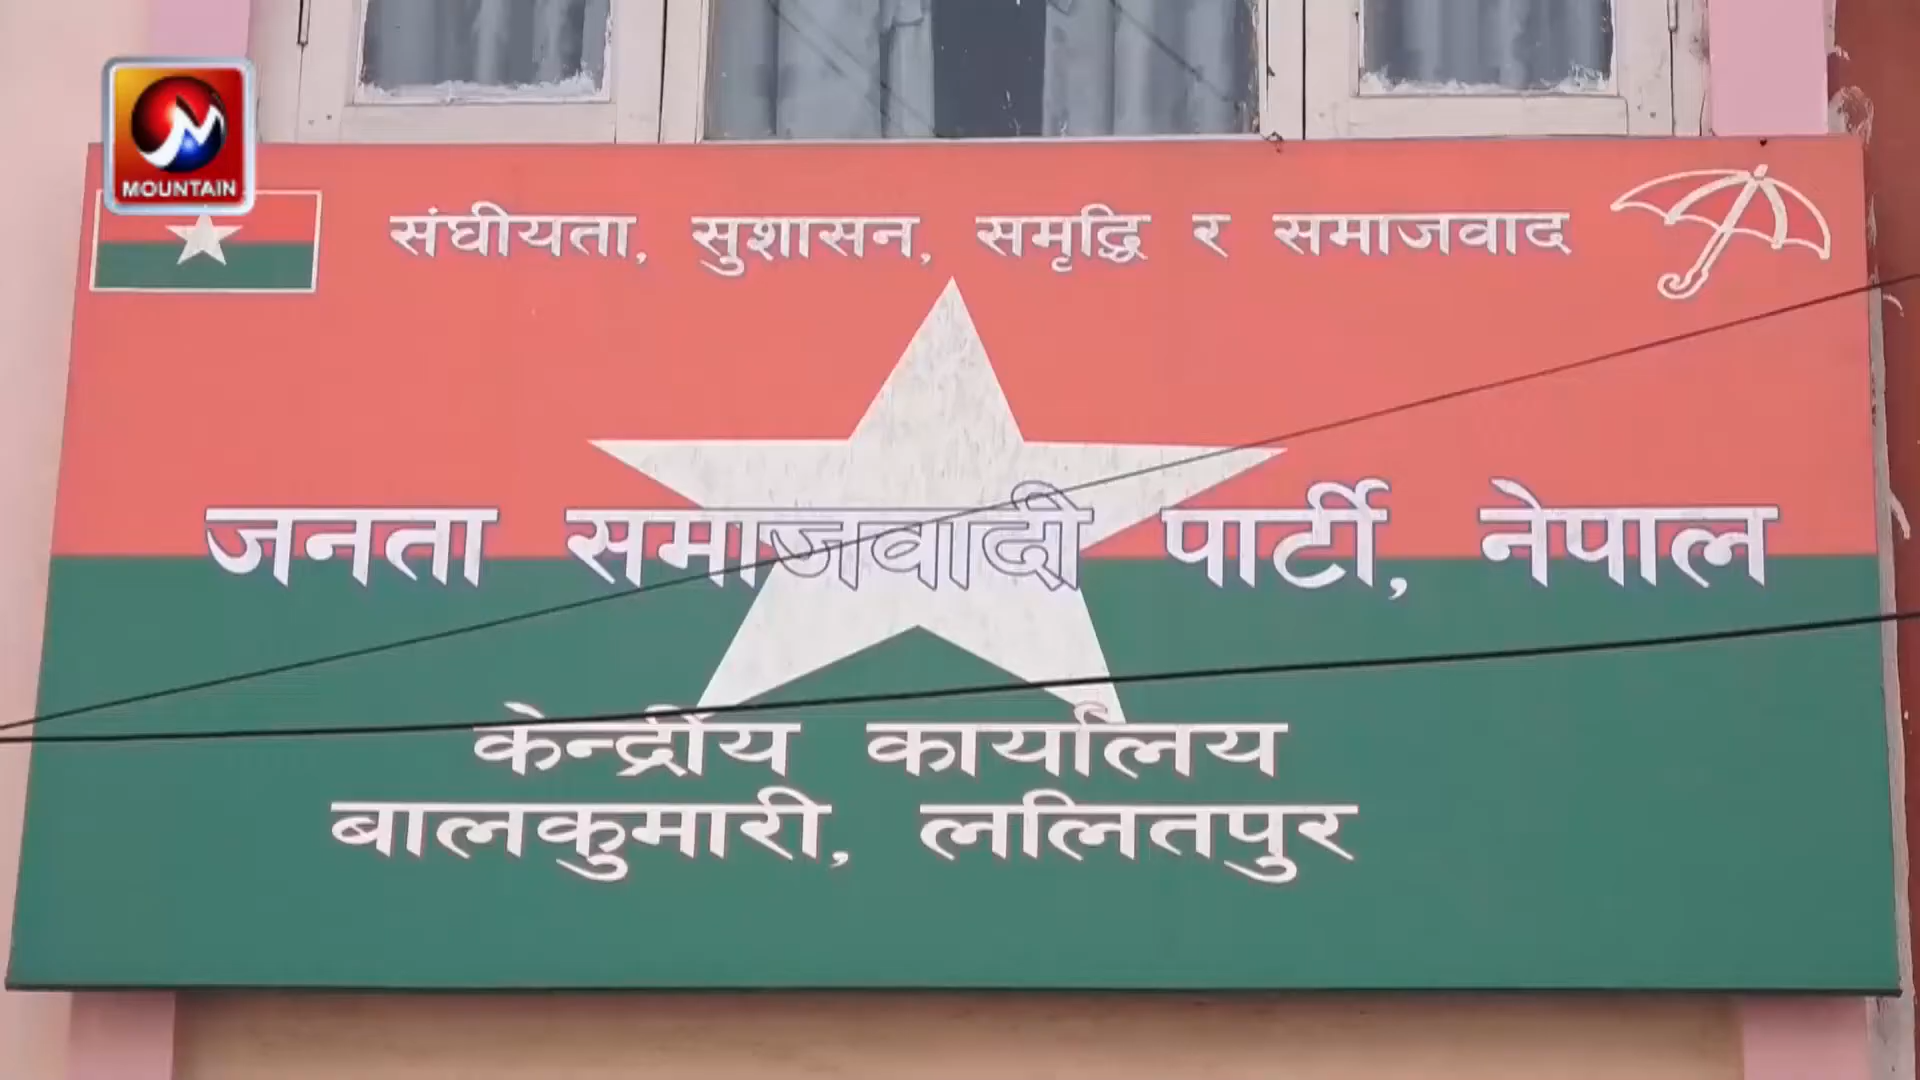 MOUNTAIN
संघीयता, सुशासन, समृद्धि र समाजवाद
जनता समाजवादी पार्टी, नेपाल
केन्द्रीय कार्यालय
बालकुमारी, ललितपुर